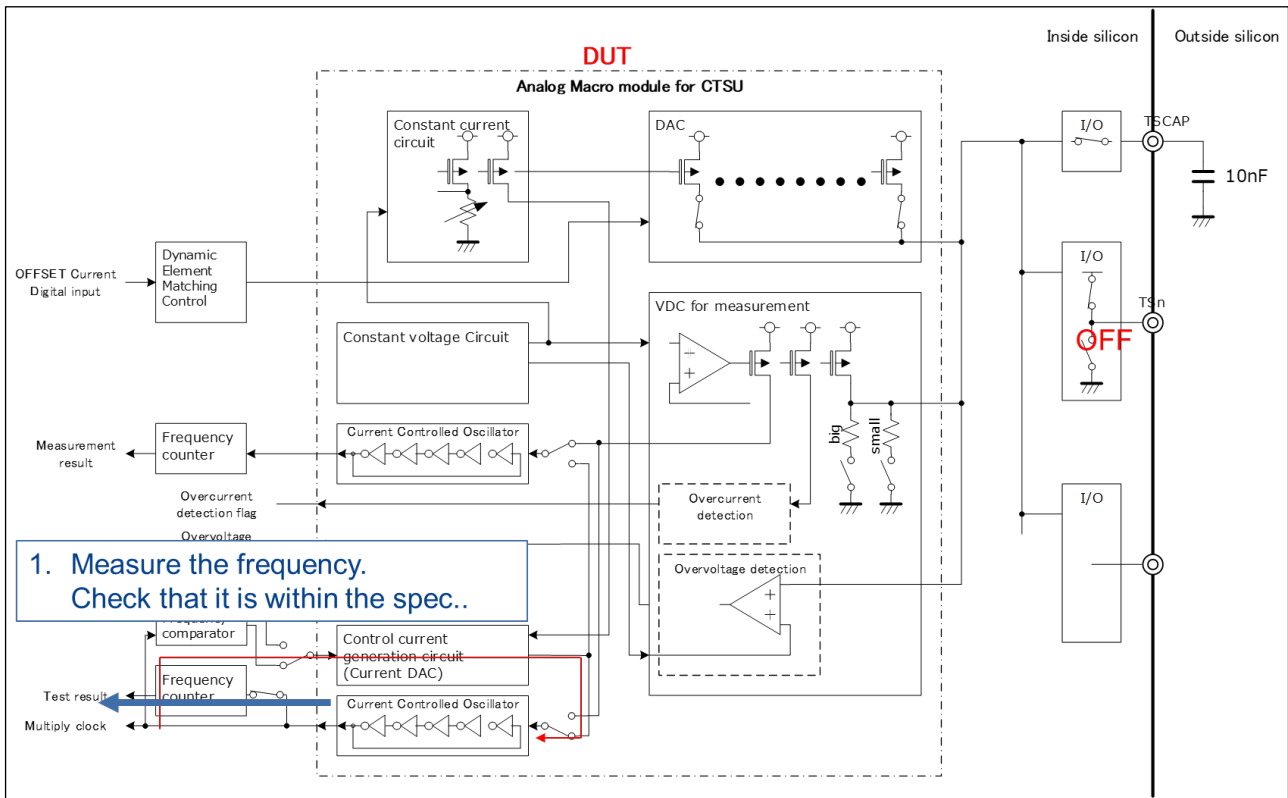 Inside silicon
Outside silicon
DUT
Analog Macro module for CTSU
Constant current
circuit
DAC
I/O
TSCAP
10nF
OFFSET Current
Digital input
Dynamic
Element
Matching
Control
I/O
TSn
OFF
Constant voltage Circuit
VDC for measurement
big
small
Measurement
result
Frequency
counter
Current Controlled Oscillator
Overcurrent
detection flag
Overcurrent
detection
I/O
Overvoltage
1. Measure the frequency.
Check that it is within the spec..
Overvoltage detection
comparator
Control current
generation circuit
(Current DAC)
Test result
Multiply clock
Frequency
counter
Current Controlled Oscillator